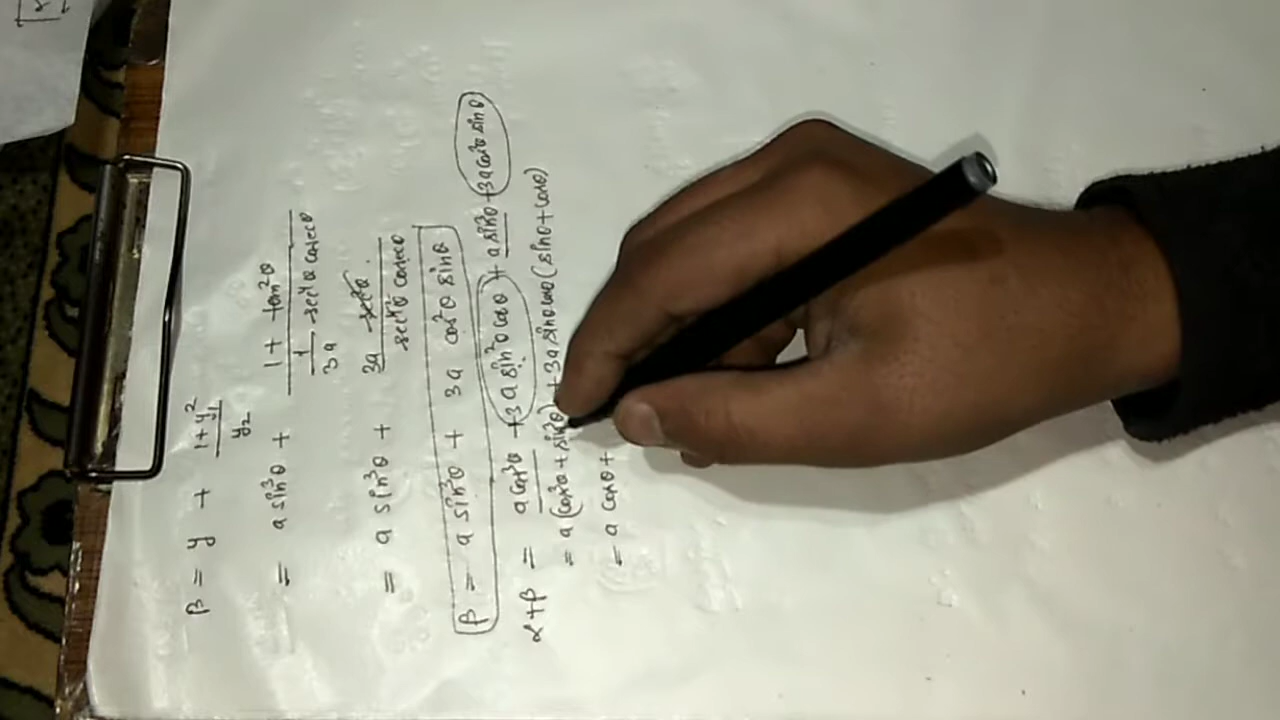 β = y + (1+y₁²)/y₂
= a sin³θ + (1 + tan²θ)/((1/3a) sec⁴θ cosecθ)
= a sin³θ + 3a sec²θ/(sec⁴θ cosecθ)
β = a sin³θ + 3a cos²θ sinθ
α+β = a cos³θ + 3a sin²θ cosθ + a sin³θ + 3a cos²θ sinθ
= a(cos³θ + sin³θ) + 3a sinθ cosθ (sinθ + cosθ)
= a cosθ +